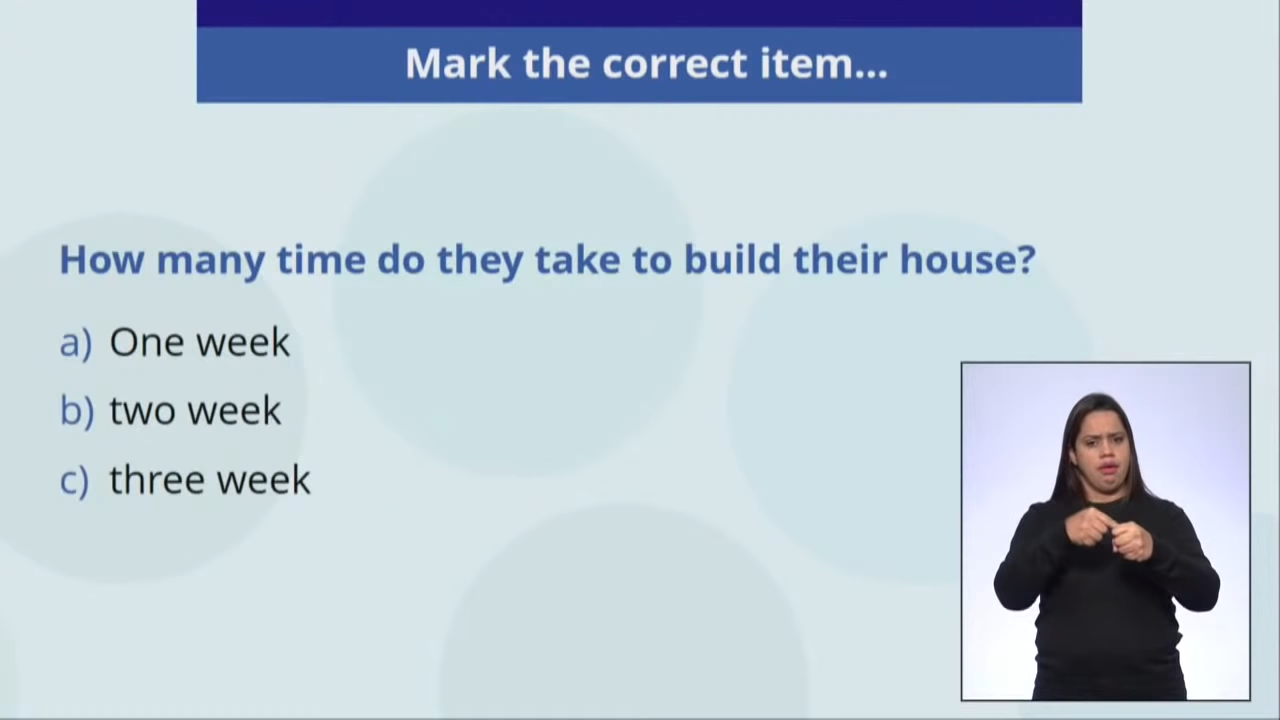 Mark the correct item...
How many time do they take to build their house?
a) One week
b) two week
c) three week